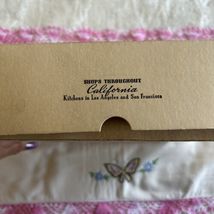 SHOPS THROUGHOUT
California
Kitchens in Los Angeles and San Francisco